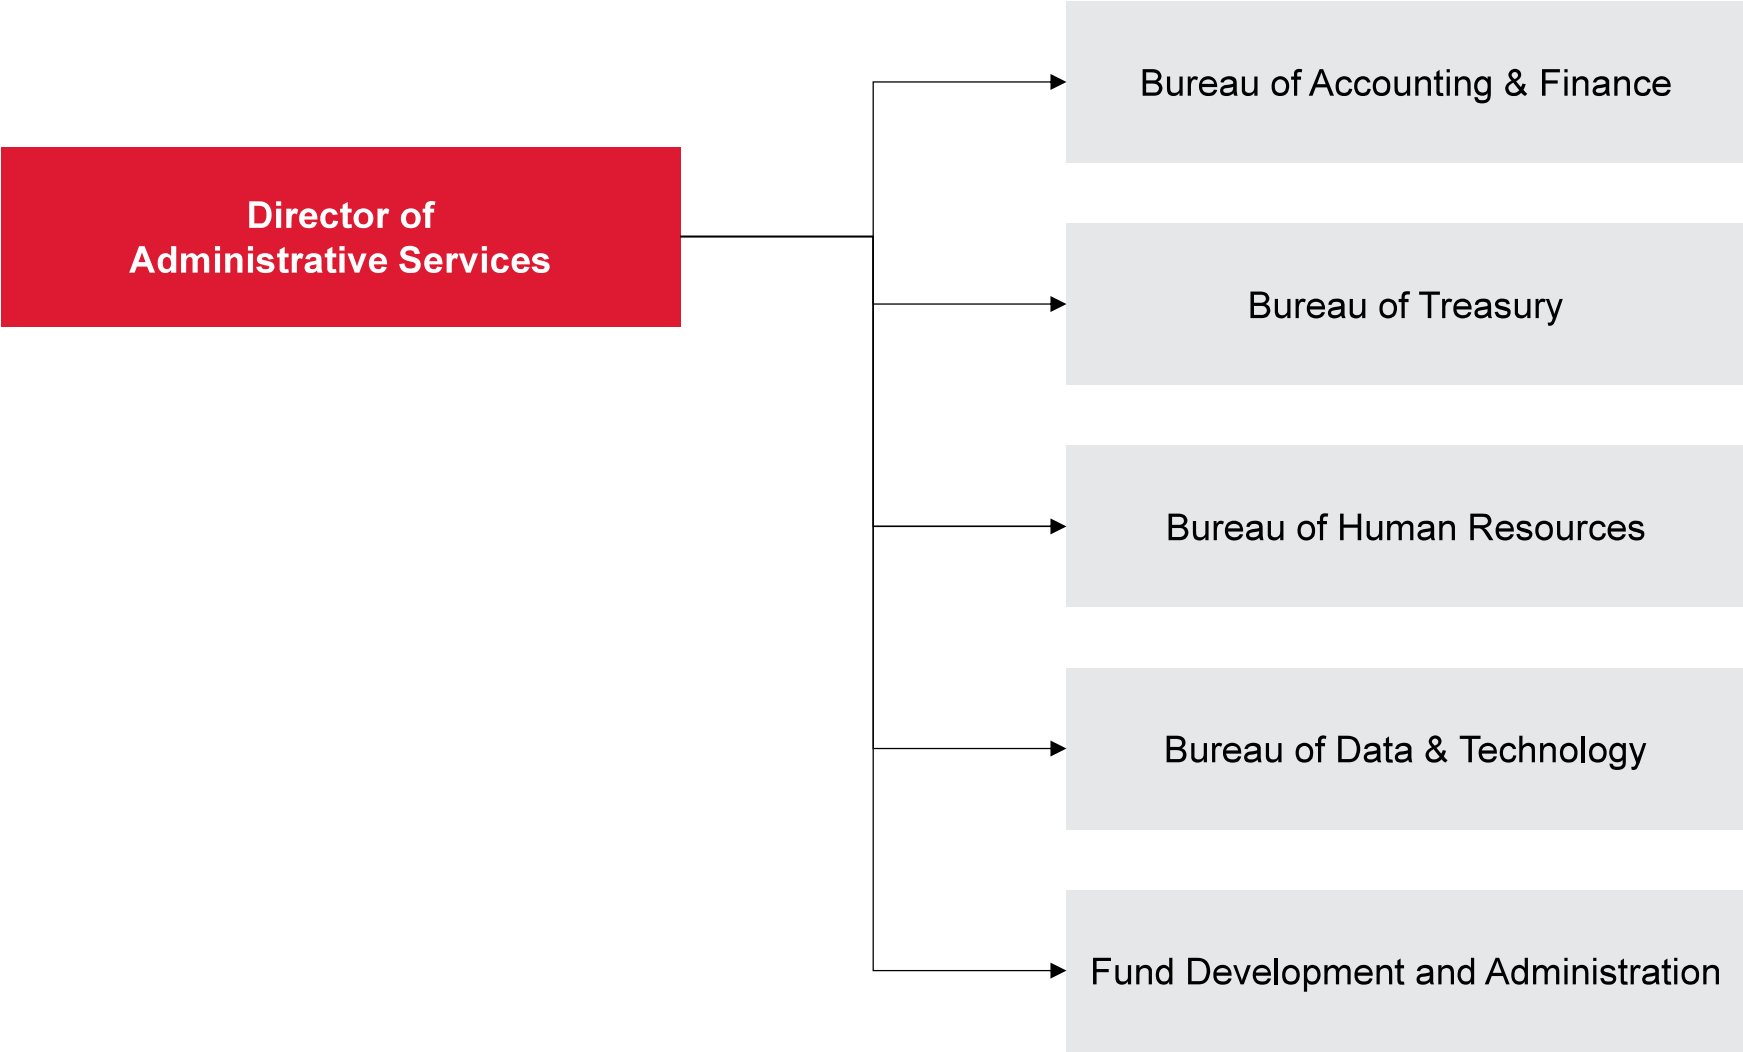 Director of
Administrative Services
Bureau of Accounting & Finance
Bureau of Treasury
Bureau of Human Resources
Bureau of Data & Technology
Fund Development and Administration